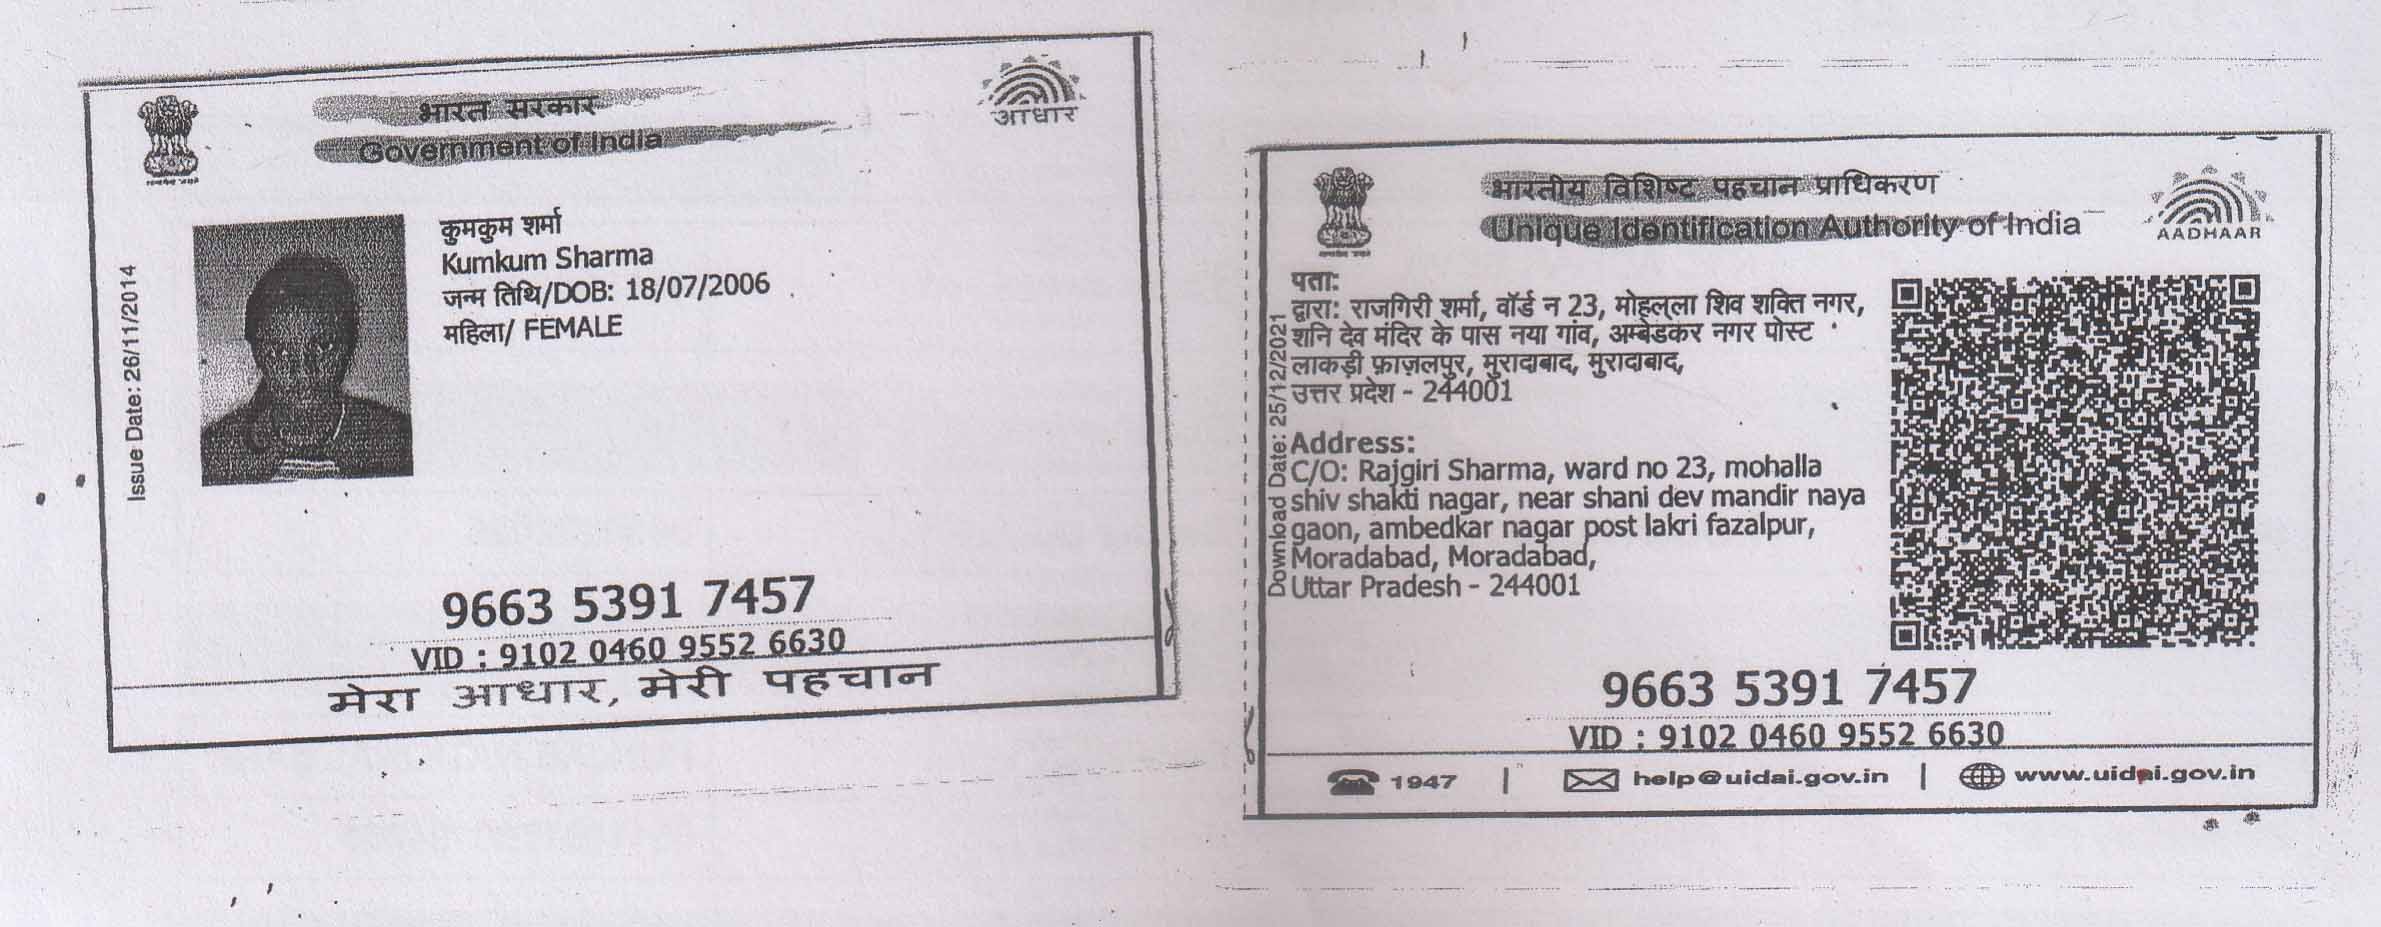 भारत सरकार
Government of India
आधार
Issue Date: 26/11/2014
कुमकुम शर्मा
Kumkum Sharma
जन्म तिथि/DOB: 18/07/2006
महिला/ FEMALE
9663 5391 7457
VID : 9102 0460 9552 6630
मेरा आधार, मेरी पहचान
भारतीय विशिष्ट पहचान प्राधिकरण
Unique Identification Authority of India
AADHAAR
Download Date: 25/12/2021
पता:
द्वारा: राजगिरी शर्मा, वॉर्ड न 23, मोहल्ला शिव शक्ति नगर,
शनि देव मंदिर के पास नया गांव, अम्बेडकर नगर पोस्ट
लाकड़ी फ़ाज़लपुर, मुरादाबाद, मुरादाबाद,
उत्तर प्रदेश - 244001
Address:
C/O: Rajgiri Sharma, ward no 23, mohalla
shiv shakti nagar, near shani dev mandir naya
gaon, ambedkar nagar post lakri fazalpur,
Moradabad, Moradabad,
Uttar Pradesh - 244001
9663 5391 7457
VID : 9102 0460 9552 6630
1947 | help@uidai.gov.in | www.uidai.gov.in